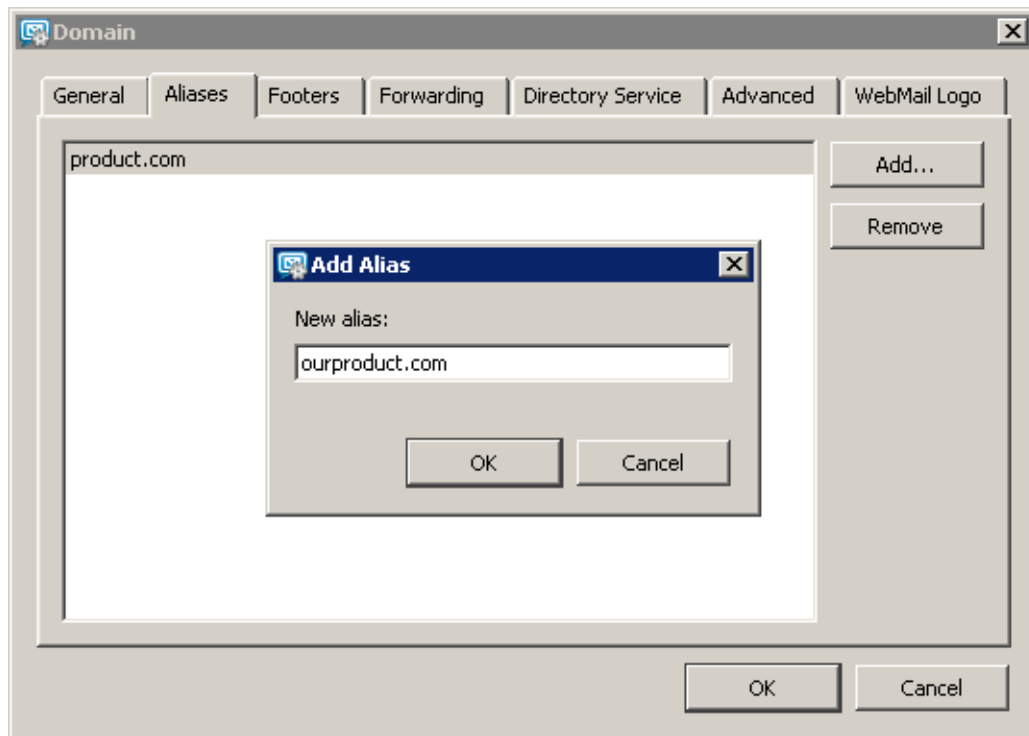 Domain
General Aliases Footers Forwarding Directory Service Advanced WebMail Logo
product.com
Add...
Remove
Add Alias
New alias:
ourproduct.com
OK Cancel
OK Cancel